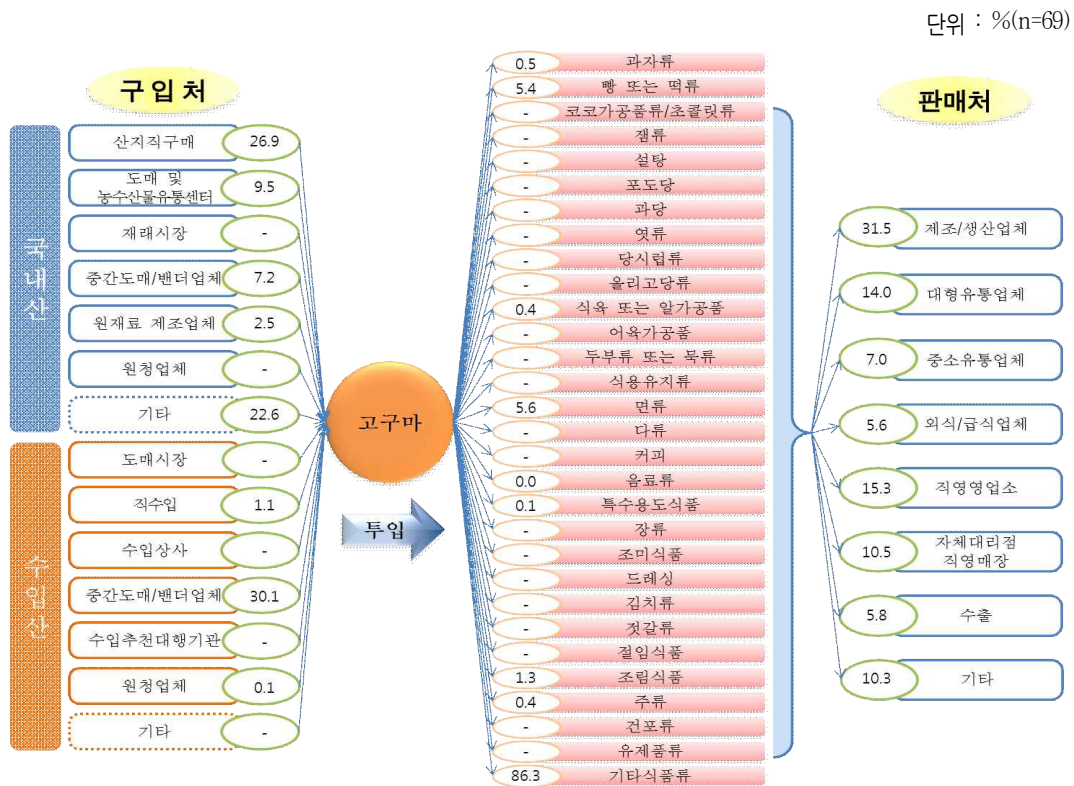 단위 : %(n=69)
구입처
국내산
산지직구매 26.9
도매 및
농수산물유통센터 9.5
재래시장 -
중간도매/밴더업체 7.2
원재료 제조업체 2.5
원청업체 -
기타 22.6
수입산
도매시장 -
직수입 1.1
수입상사 -
중간도매/밴더업체 30.1
수입추천대행기관 -
원청업체 0.1
기타 -
고구마
투입
0.5 과자류
5.4 빵 또는 떡류
- 코코가공품류/초콜릿류
- 잼류
- 설탕
- 포도당
- 과당
- 엿류
- 당시럽류
- 올리고당류
0.4 식육 또는 알가공품
- 어육가공품
- 두부류 또는 묵류
- 식용유지류
5.6 면류
- 다류
- 커피
0.0 음료류
0.1 특수용도식품
- 장류
- 조미식품
- 드레싱
- 김치류
- 젓갈류
- 절임식품
1.3 조림식품
0.4 주류
- 건포류
- 유제품류
86.3 기타식품류
판매처
31.5 제조/생산업체
14.0 대형유통업체
7.0 중소유통업체
5.6 외식/급식업체
15.3 직영영업소
10.5 자체대리점
직영매장
5.8 수출
10.3 기타